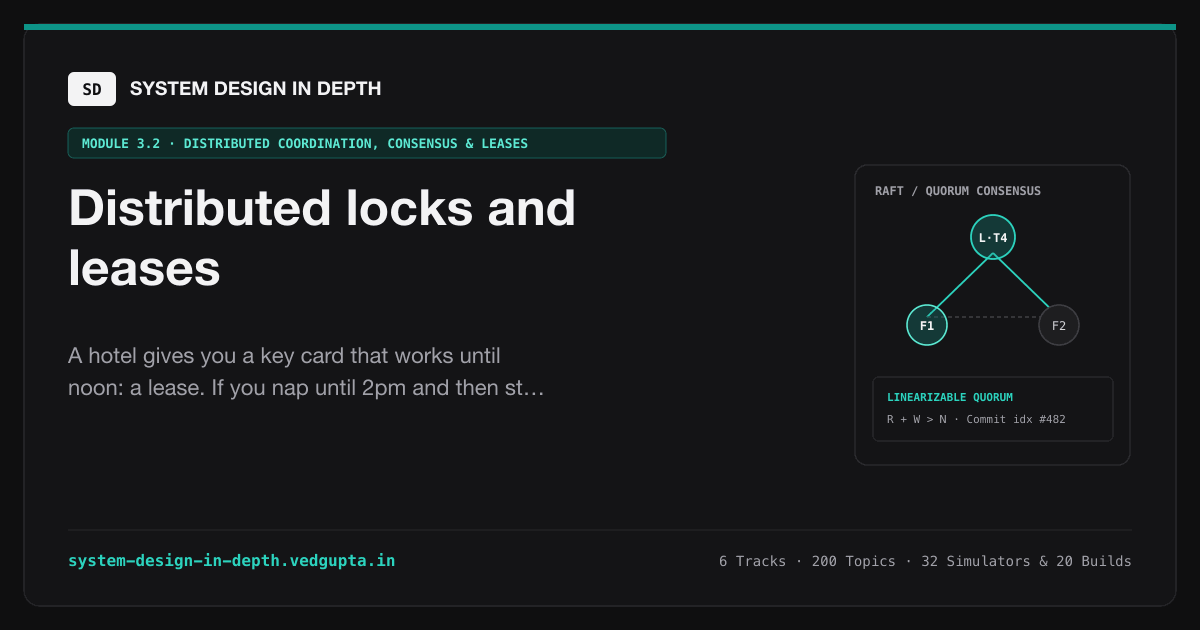 SD SYSTEM DESIGN IN DEPTH
MODULE 3.2 · DISTRIBUTED COORDINATION, CONSENSUS & LEASES
Distributed locks and
leases
A hotel gives you a key card that works until
noon: a lease. If you nap until 2pm and then st…
RAFT / QUORUM CONSENSUS
L·T4
F1
F2
LINEARIZABLE QUORUM
R + W > N · Commit idx #482
system-design-in-depth.vedgupta.in
6 Tracks · 200 Topics · 32 Simulators & 20 Builds